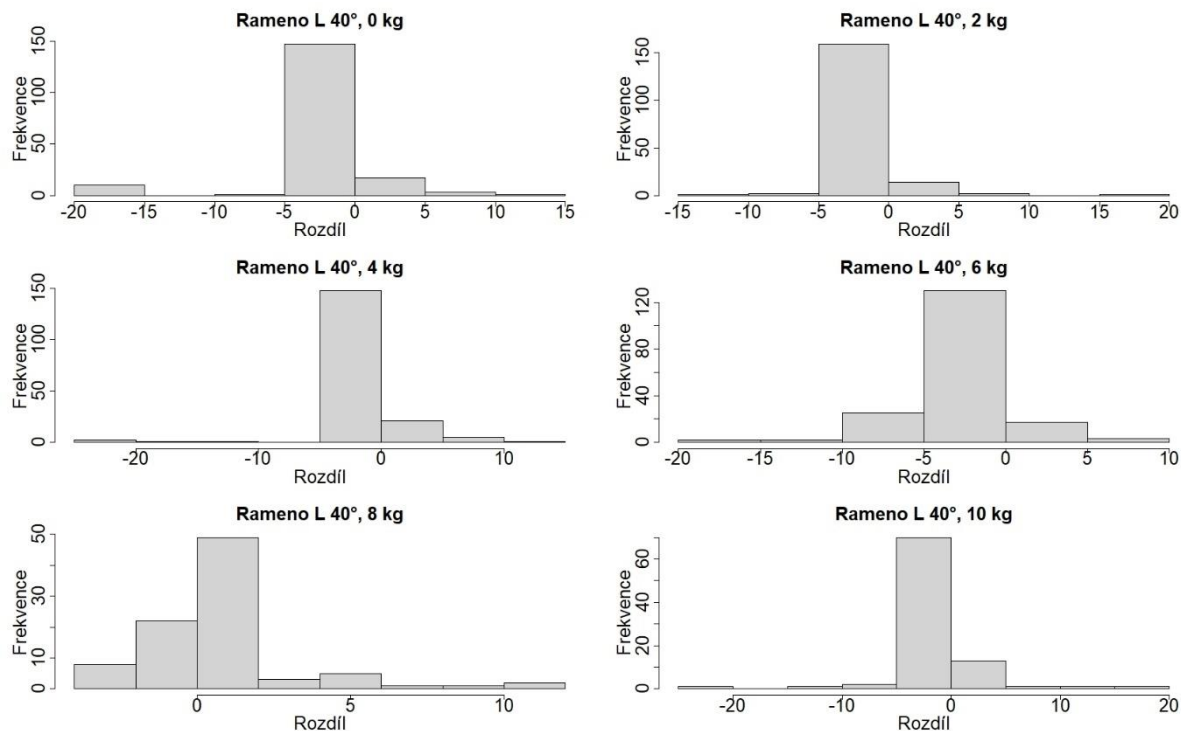 Rameno L 40°, 0 kg
Frekvence
0 50 100 150
-20 -15 -10 -5 0 5 10 15
Rozdíl
Rameno L 40°, 2 kg
Frekvence
0 50 100 150
-15 -10 -5 0 5 10 15 20
Rozdíl
Rameno L 40°, 4 kg
Frekvence
0 50 100 150
-20 -10 0 10
Rozdíl
Rameno L 40°, 6 kg
Frekvence
0 40 80 120
-20 -15 -10 -5 0 5 10
Rozdíl
Rameno L 40°, 8 kg
Frekvence
0 10 30 50
0 5 10
Rozdíl
Rameno L 40°, 10 kg
Frekvence
0 20 40 60
-20 -10 0 10 20
Rozdíl